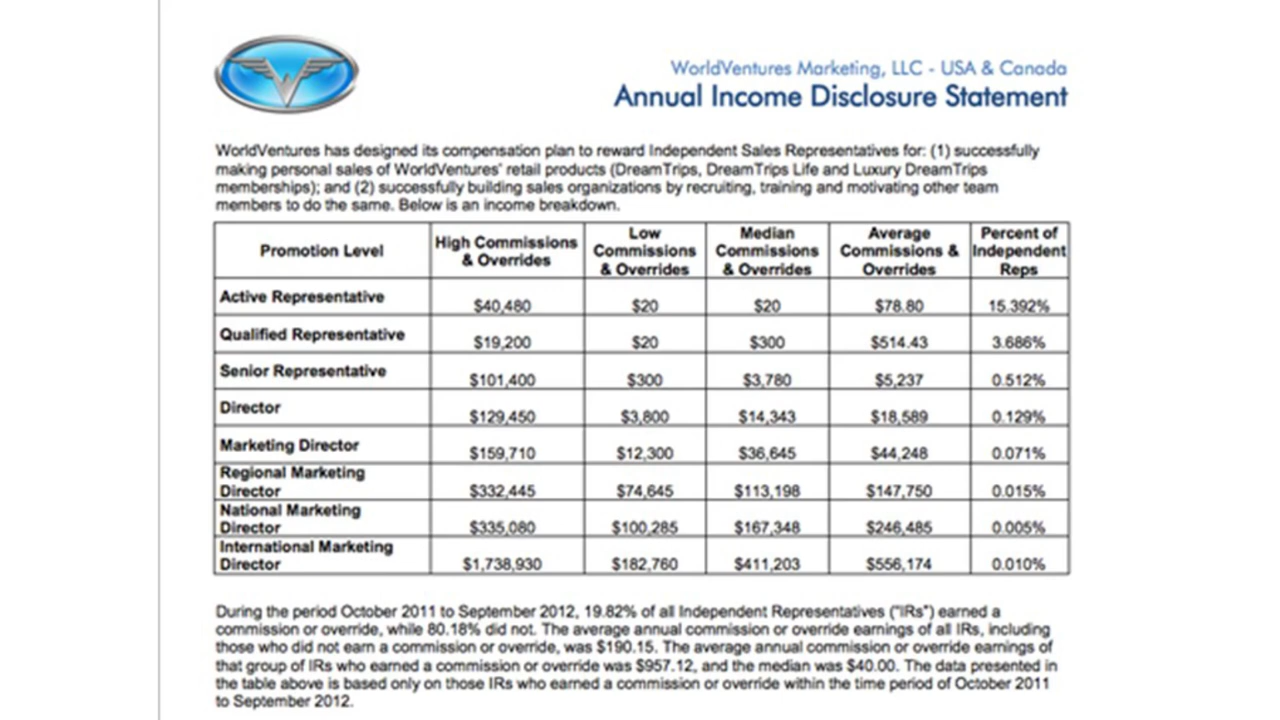 WorldVentures Marketing, LLC - USA & Canada
Annual Income Disclosure Statement
WorldVentures has designed its compensation plan to reward Independent Sales Representatives for: (1) successfully
making personal sales of WorldVentures' retail products (DreamTrips, DreamTrips Life and Luxury DreamTrips
memberships); and (2) successfully building sales organizations by recruiting, training and motivating other team
members to do the same. Below is an income breakdown.
Promotion Level High Commissions & Overrides Low Commissions & Overrides Median Commissions & Overrides Average Commissions & Overrides Percent of Independent Reps
Active Representative $40,480 $20 $20 $78.80 15.392%
Qualified Representative $19,200 $20 $300 $514.43 3.686%
Senior Representative $101,400 $300 $3,780 $5,237 0.512%
Director $129,450 $3,800 $14,343 $18,589 0.129%
Marketing Director $159,710 $12,300 $36,645 $44,248 0.071%
Regional Marketing Director $332,445 $74,645 $113,198 $147,750 0.015%
National Marketing Director $335,080 $100,285 $167,348 $246,485 0.005%
International Marketing Director $1,738,930 $182,760 $411,203 $556,174 0.010%
During the period October 2011 to September 2012, 19.82% of all Independent Representatives ("IRs") earned a
commission or override, while 80.18% did not. The average annual commission or override earnings of all IRs, including
those who did not earn a commission or override, was $190.15. The average annual commission or override earnings of
that group of IRs who earned a commission or override was $957.12, and the median was $40.00. The data presented in
the table above is based only on those IRs who earned a commission or override within the time period of October 2011
to September 2012.